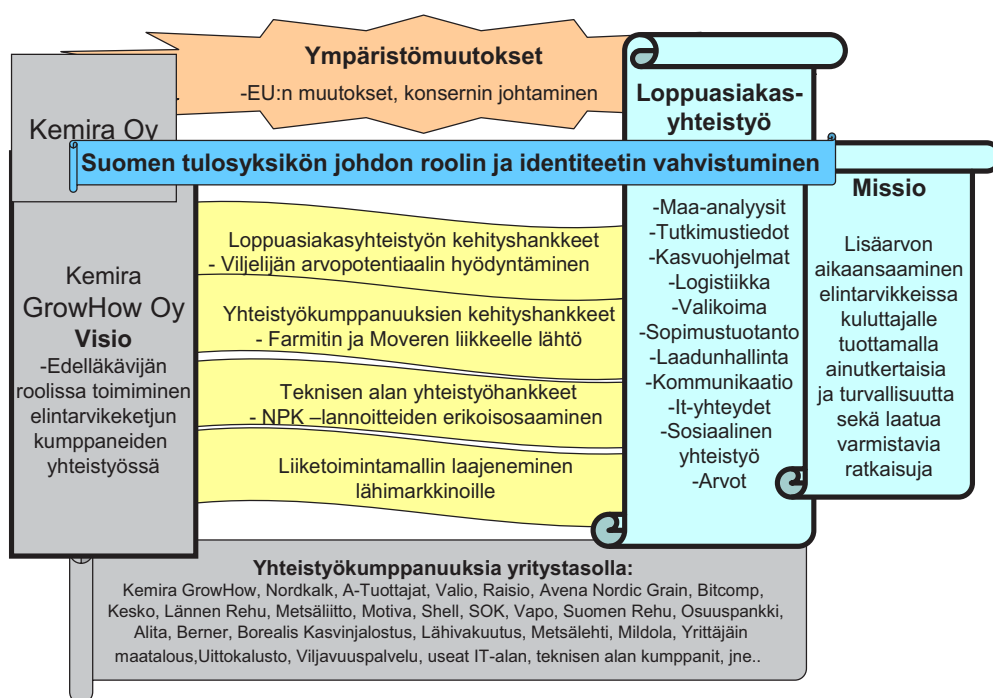 Ympäristömuutokset
-EU:n muutokset, konsernin johtaminen
Kemira Oy
Suomen tulosyksikön johdon roolin ja identiteetin vahvistuminen
Kemira
GrowHow Oy
Visio
-Edelläkävijän
roolissa toimiminen
elintarvikeketjun
kumppaneiden
yhteistyössä
Loppuasiakasyhteistyön kehityshankkeet
- Viljelijän arvopotentiaalin hyödyntäminen
Yhteistyökumppanuuksien kehityshankkeet
- Farmitin ja Moveren liikkeelle lähtö
Teknisen alan yhteistyöhankkeet
- NPK –lannoitteiden erikoisosaaminen
Liiketoimintamallin laajeneminen
lähimarkkinoille
Loppuasiakas-
yhteistyö
-Maa-analyysit
-Tutkimustiedot
-Kasvuohjelmat
-Logistiikka
-Valikoima
-Sopimustuotanto
-Laadunhallinta
-Kommunikaatio
-It-yhteydet
-Sosiaalinen
yhteistyö
-Arvot
Missio
Lisäarvon
aikaansaaminen
elintarvikkeissa
kuluttajalle
tuottamalla
ainutkertaisia
ja turvallisuutta
sekä laatua
varmistavia
ratkaisuja
Yhteistyökumppanuuksia yritystasolla:
Kemira GrowHow, Nordkalk, A-Tuottajat, Valio, Raisio, Avena Nordic Grain, Bitcomp,
Kesko, Lännen Rehu, Metsäliitto, Motiva, Shell, SOK, Vapo, Suomen Rehu, Osuuspankki,
Alita, Berner, Borealis Kasvinjalostus, Lähivakuutus, Metsälehti, Mildola, Yrittäjäin
maatalous,Uittokalusto, Viljavuuspalvelu, useat IT-alan, teknisen alan kumppanit, jne..